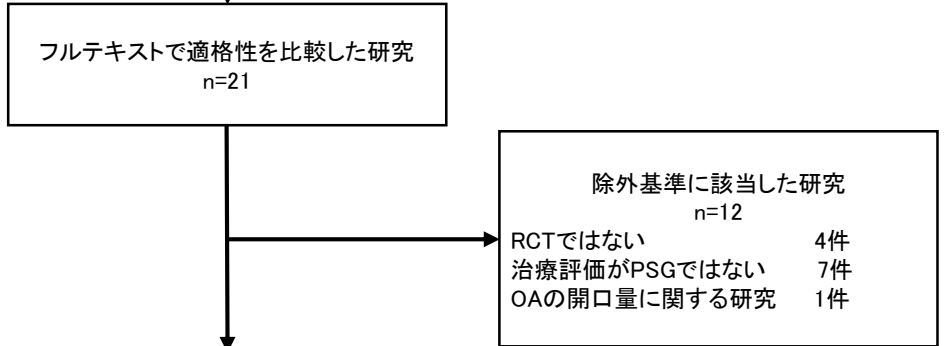 フルテキストで適格性を比較した研究
n=21
除外基準に該当した研究
n=12
RCTではない 4件
治療評価がPSGではない 7件
OAの開口量に関する研究 1件